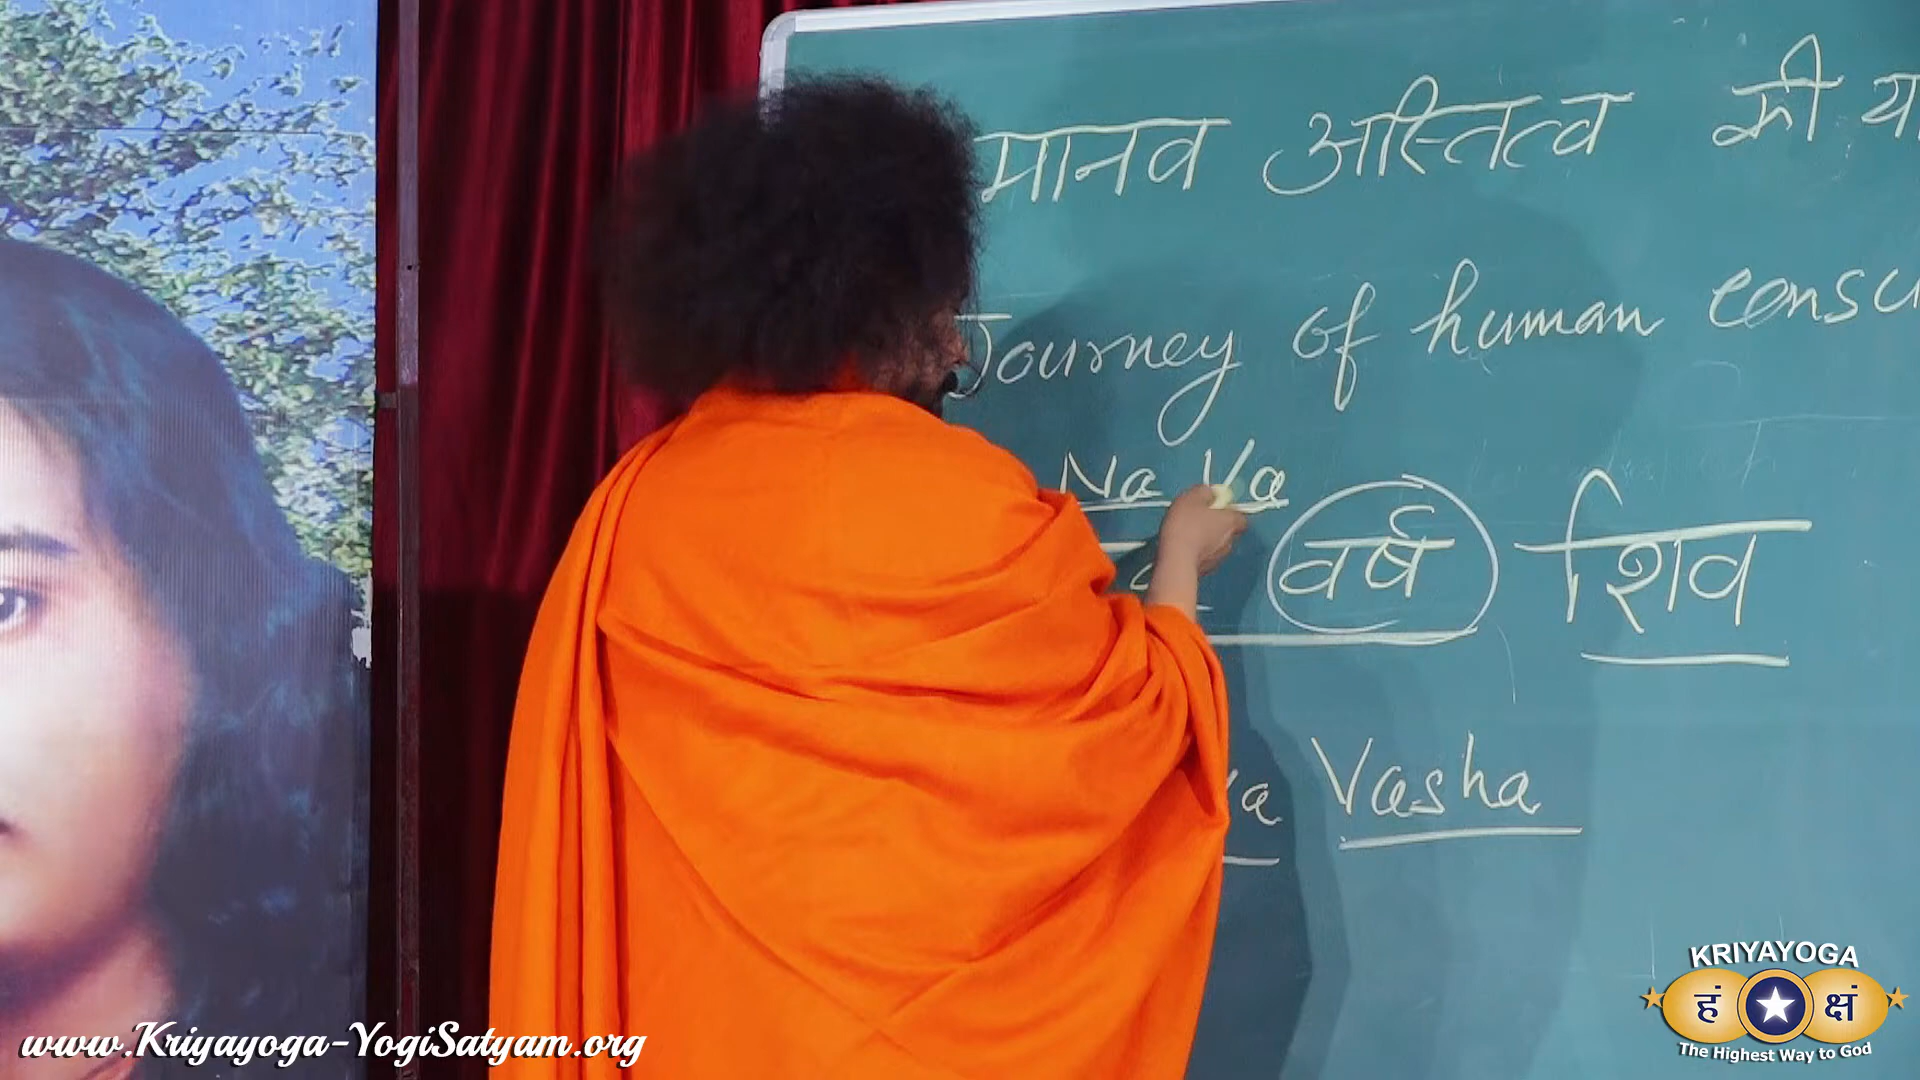 मानव अस्तित्व की
Journey of human
Na Va
वर्ष शिव
Vasha
KRIYAYOGA
हं क्षं
The Highest Way to God
www.Kriyayoga-YogiSatyam.org